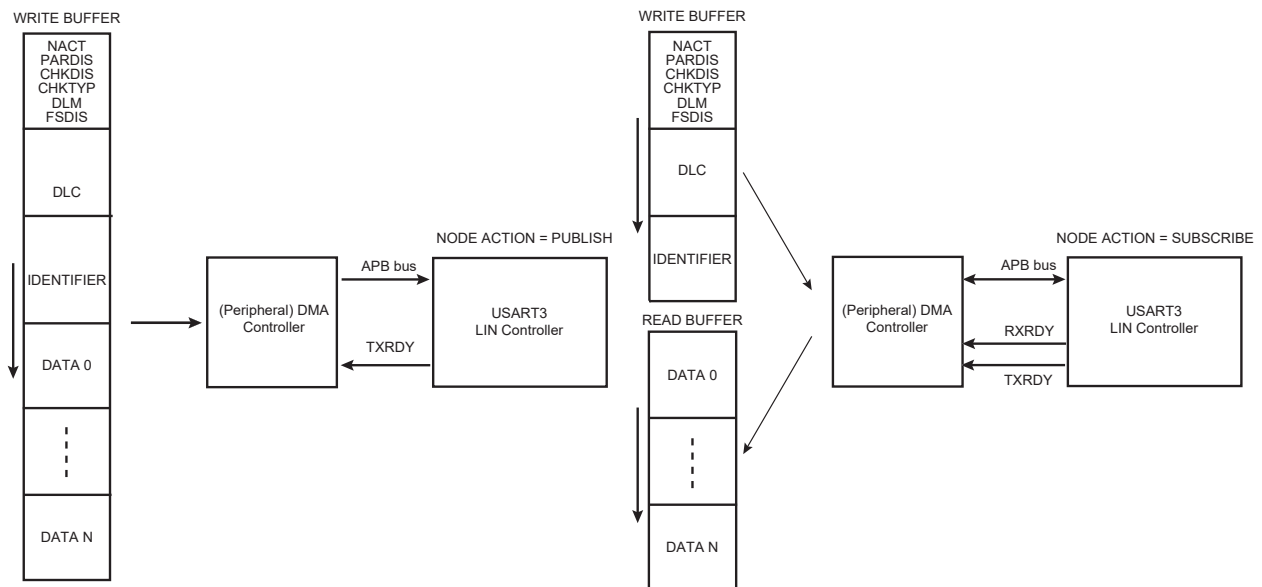 WRITE BUFFER
NACT
PARDIS
CHKDIS
CHKTYP
DLM
FSDIS
DLC
IDENTIFIER
DATA 0
DATA N
(Peripheral) DMA
Controller
APB bus
TXRDY
NODE ACTION = PUBLISH
USART3
LIN Controller
WRITE BUFFER
NACT
PARDIS
CHKDIS
CHKTYP
DLM
FSDIS
DLC
IDENTIFIER
READ BUFFER
DATA 0
DATA N
(Peripheral) DMA
Controller
APB bus
RXRDY
TXRDY
NODE ACTION = SUBSCRIBE
USART3
LIN Controller